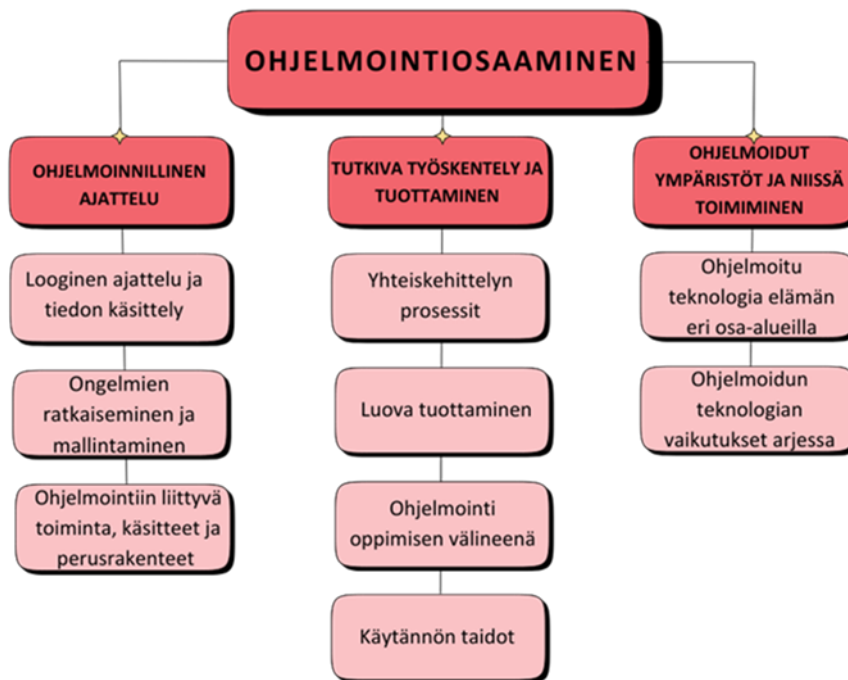 OHJELMOINTIOSAAMINEN
OHJELMOINNILLINEN
AJATTELU
Looginen ajattelu ja
tiedon käsittely
Ongelmien
ratkaiseminen ja
mallintaminen
Ohjelmointiin liittyvä
toiminta, käsitteet ja
perusrakenteet
TUTKIVA TYÖSKENTELY JA
TUOTTAMINEN
Yhteiskehittelyn
prosessit
Luova tuottaminen
Ohjelmointi
oppimisen välineenä
Käytännön taidot
OHJELMOIDUT
YMPÄRISTÖT JA NIISSÄ
TOIMIMINEN
Ohjelmoitu
teknologia elämän
eri osa-alueilla
Ohjelmoidun
teknologian
vaikutukset arjessa